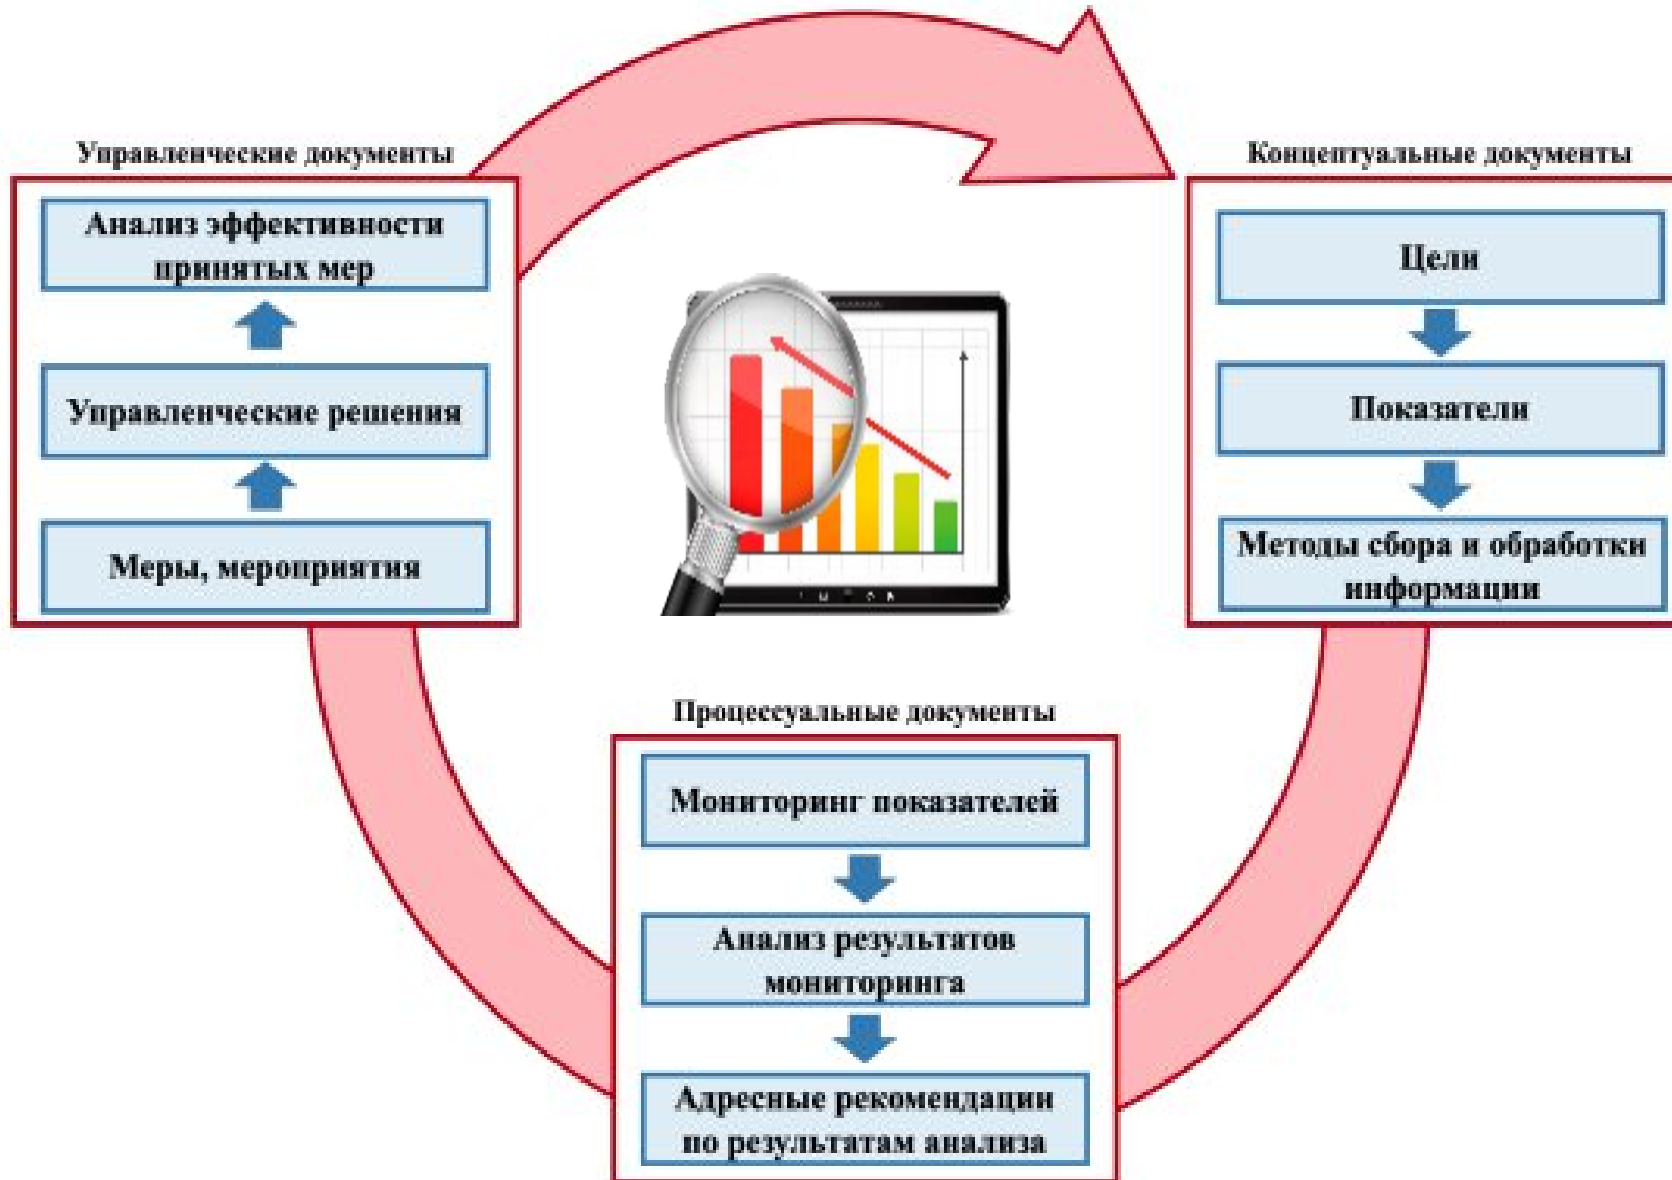 Управленческие документы
Анализ эффективности
принятых мер
Управленческие решения
Меры, мероприятия
Концептуальные документы
Цели
Показатели
Методы сбора и обработки
информации
Процессуальные документы
Мониторинг показателей
Анализ результатов
мониторинга
Адресные рекомендации
по результатам анализа